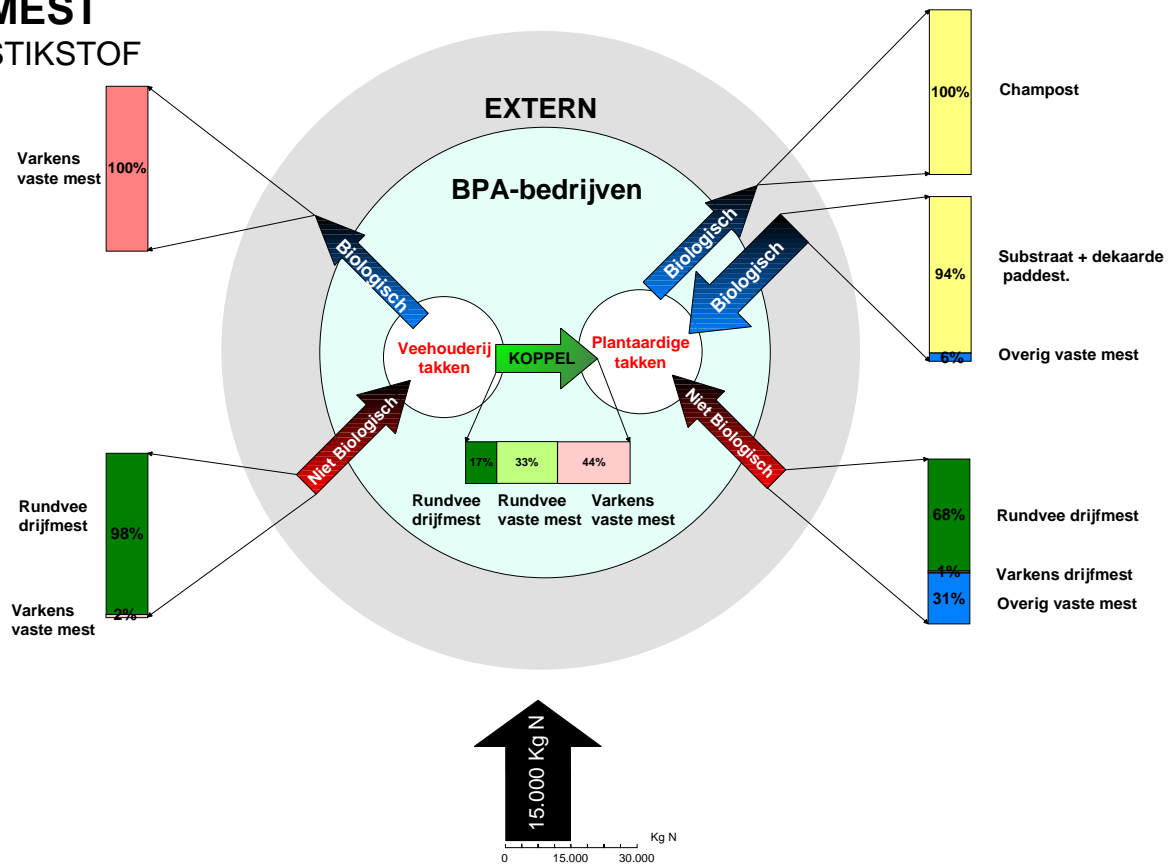 MEST
STIKSTOF
EXTERN
BPA-bedrijven
Varkens
vaste mest
100%
Biologisch
Biologisch
Biologisch
100%
Champost
94%
Substraat + dekaarde
paddest.
6%
Overig vaste mest
Veehouderij
takken
KOPPEL
Plantaardige
takken
Niet Biologisch
Niet Biologisch
17%
33%
44%
Rundvee
drijfmest
Rundvee
vaste mest
Varkens
vaste mest
Rundvee
drijfmest
98%
Varkens
vaste mest
2%
68%
Rundvee drijfmest
1%
Varkens drijfmest
31%
Overig vaste mest
15.000 Kg N
Kg N
0
15.000
30.000